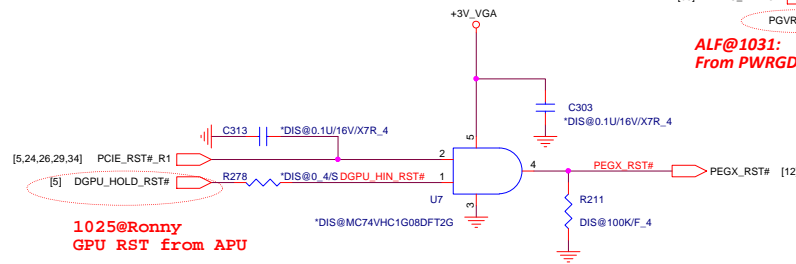 +3V_VGA
PGVR
ALF@1031:
From PWRGD
C303
*DIS@0.1U/16V/X7R_4
C313
*DIS@0.1U/16V/X7R_4
5
[5,24,26,29,34] PCIE_RST#_R1
2
4
PEGX_RST#
PEGX_RST# [12
[5] DGPU_HOLD_RST#
R278
*DIS@0_4/S
DGPU_HIN_RST#
1
U7
3
R211
DIS@100K/F_4
*DIS@MC74VHC1G08DFT2G
1025@Ronny
GPU RST from APU